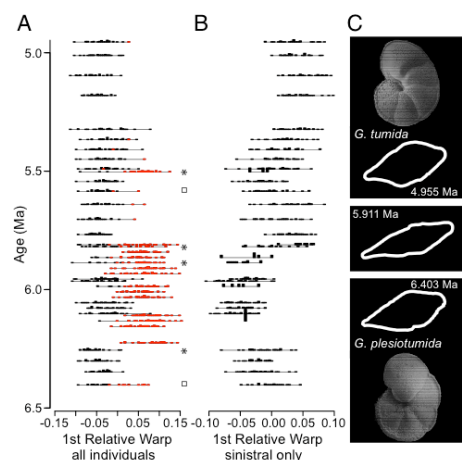 A
B
C
5.0
5.5
6.0
6.5
Age (Ma)
-0.15
-0.05
0.05
0.15
1st Relative Warp
all individuals
-0.10
-0.05
0.00
0.05
0.10
1st Relative Warp
sinistral only
G. tumida
4.955 Ma
5.911 Ma
6.403 Ma
G. plesiotumida